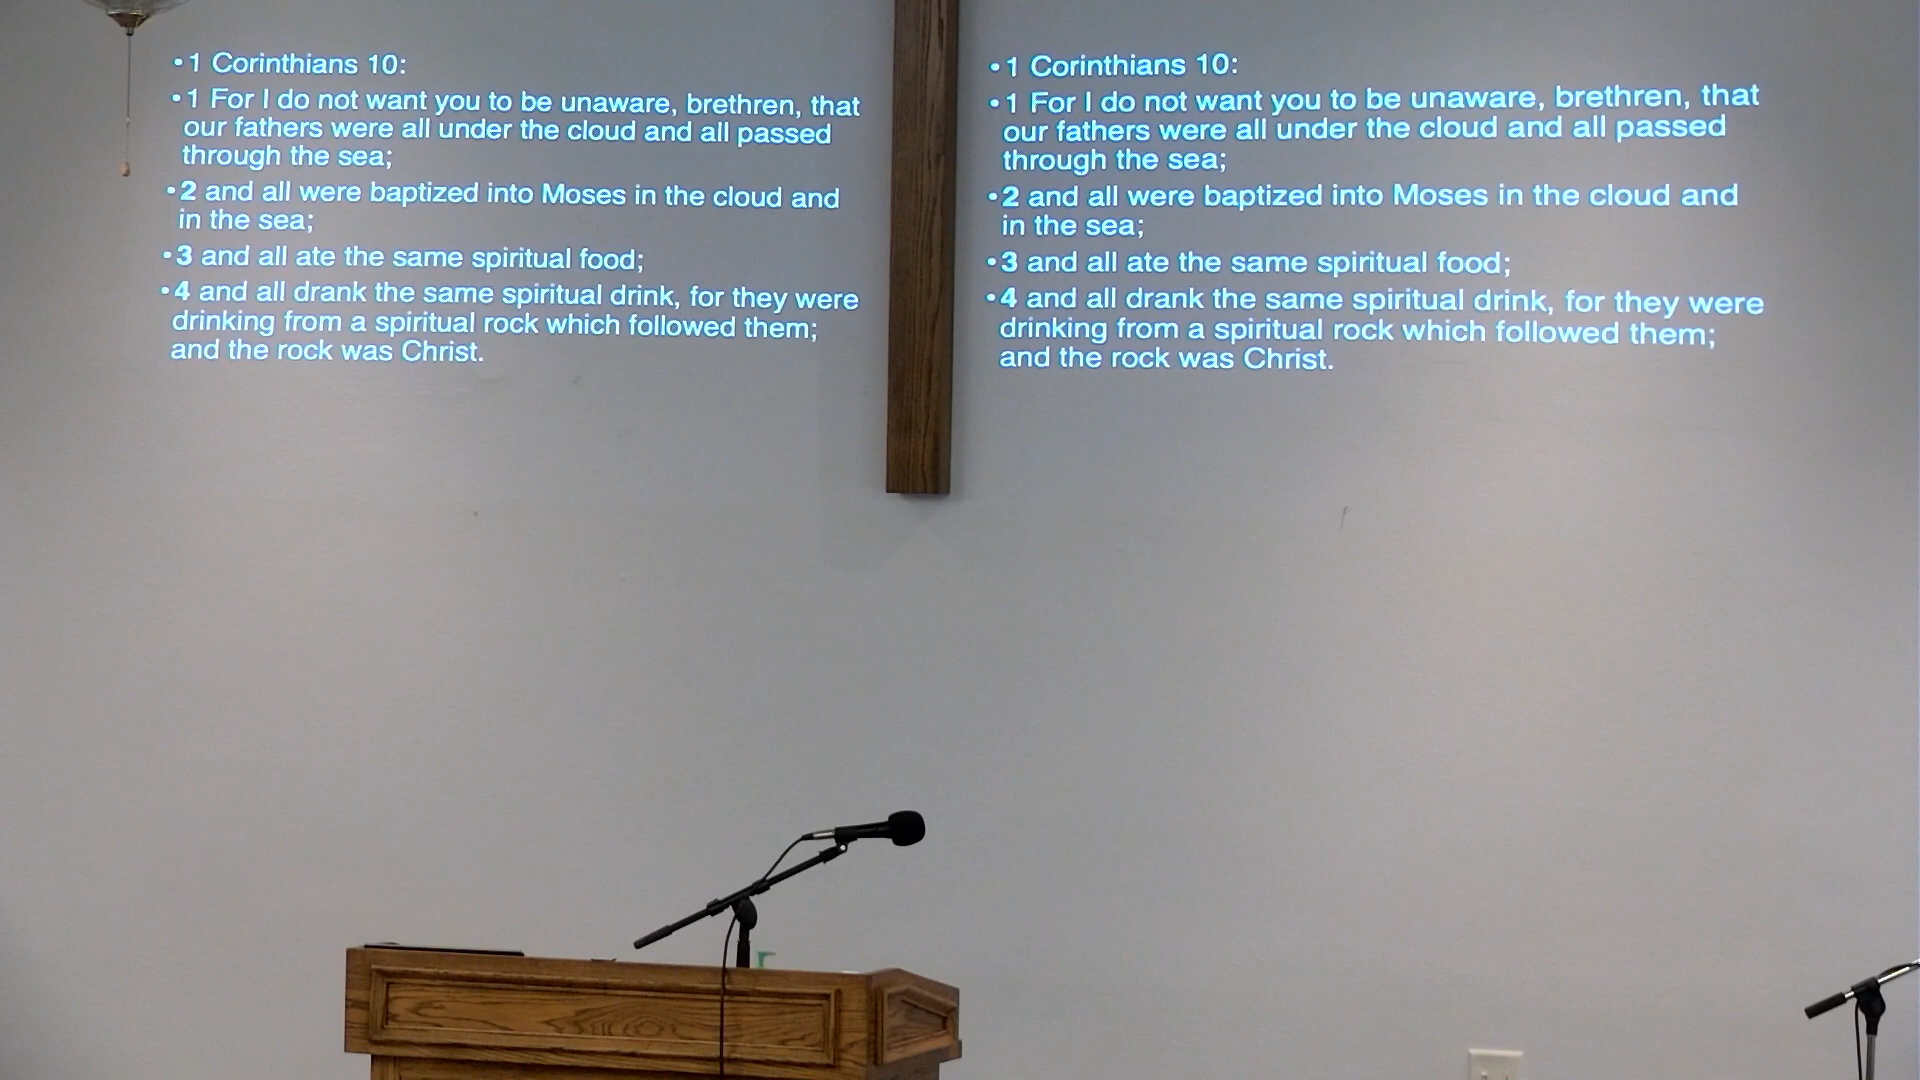 •1 Corinthians 10:
•1 For I do not want you to be unaware, brethren, that
our fathers were all under the cloud and all passed
through the sea;
•2 and all were baptized into Moses in the cloud and
in the sea;
•3 and all ate the same spiritual food;
•4 and all drank the same spiritual drink, for they were
drinking from a spiritual rock which followed them;
and the rock was Christ.
•1 Corinthians 10:
•1 For I do not want you to be unaware, brethren, that
our fathers were all under the cloud and all passed
through the sea;
•2 and all were baptized into Moses in the cloud and
in the sea;
•3 and all ate the same spiritual food;
•4 and all drank the same spiritual drink, for they were
drinking from a spiritual rock which followed them;
and the rock was Christ.